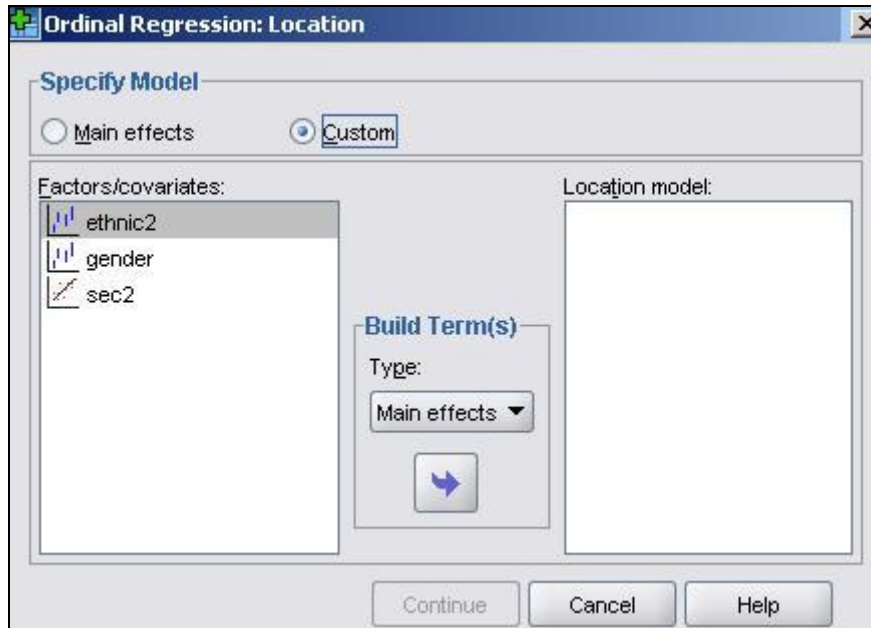 Ordinal Regression: Location
Specify Model
Main effects
Custom
Factors/covariates:
ethnic2
gender
sec2
Build Term(s)
Type:
Main effects
Location model:
Continue
Cancel
Help